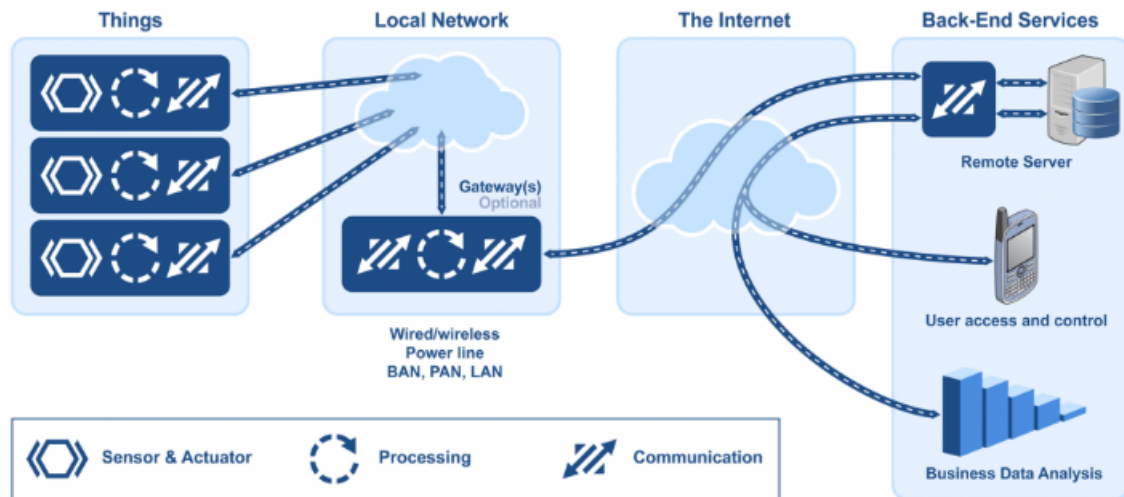 Things
Local Network
The Internet
Back-End Services
Gateway(s)
Optional
Remote Server
User access and control
Wired/wireless
Power line
BAN, PAN, LAN
Business Data Analysis
Sensor & Actuator
Processing
Communication